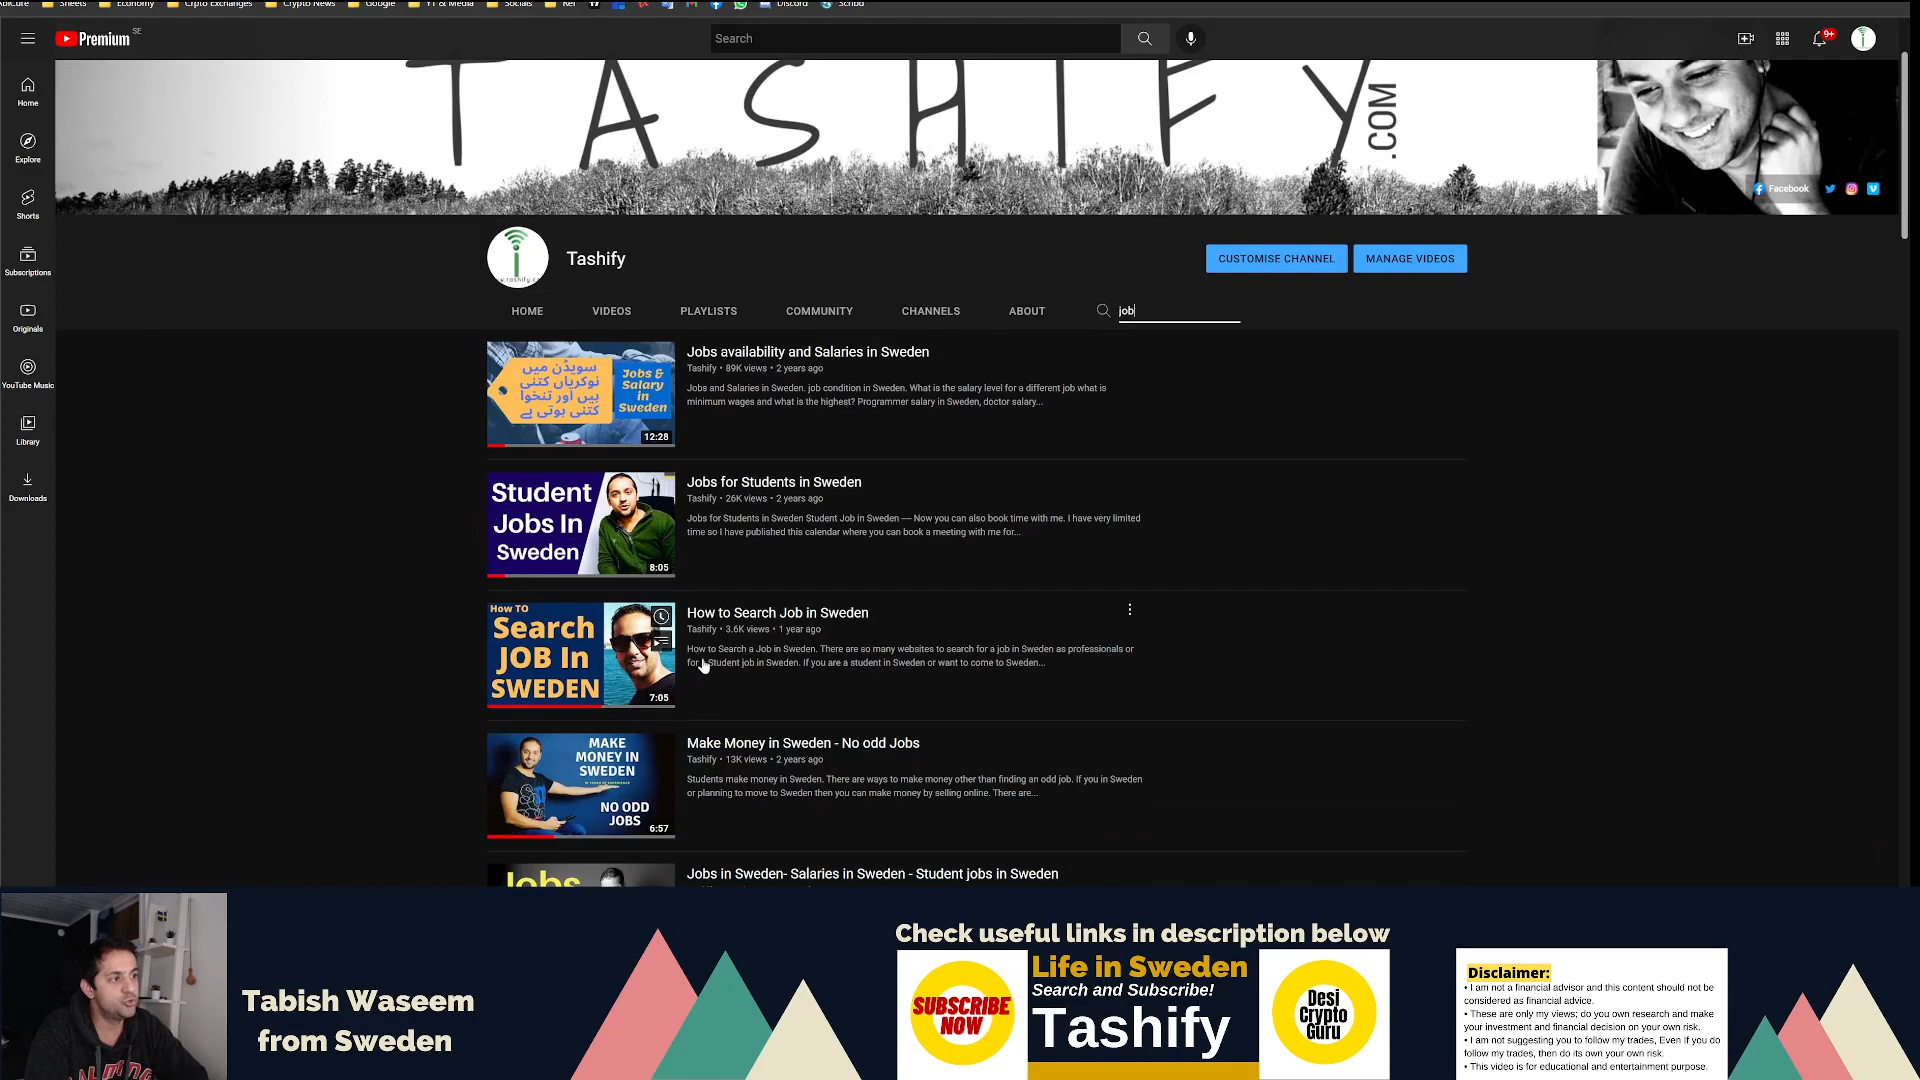 Sheets
Economy
Crpto Exchanges
Crypto News
Google
YT & Media
Socials
Discord
Scribd
Premium
SE
Search
9+
Home
Explore
Shorts
Subscriptions
Originals
YouTube Music
Library
Downloads
TASHIFY
.COM
Facebook
Tashify
CUSTOMISE CHANNEL
MANAGE VIDEOS
HOME
VIDEOS
PLAYLISTS
COMMUNITY
CHANNELS
ABOUT
job
سویڈن میں
نوکریاں کتنی
ہیں اور تنخوا
کتنی ہوتی ہے
Jobs &
Salary
in
Sweden
12:28
Jobs availability and Salaries in Sweden
Tashify • 89K views • 2 years ago
Jobs and Salaries in Sweden. job condition in Sweden. What is the salary level for a different job what is
minimum wages and what is the highest? Programmer salary in Sweden, doctor salary...
Student
Jobs In
Sweden
8:05
Jobs for Students in Sweden
Tashify • 26K views • 2 years ago
Jobs for Students in Sweden Student Job in Sweden –– Now you can also book time with me. I have very limited
time so I have published this calendar where you can book a meeting with me for...
How TO
Search
JOB In
SWEDEN
7:05
How to Search Job in Sweden
Tashify • 3.6K views • 1 year ago
How to Search a Job in Sweden. There are so many websites to search for a job in Sweden as professionals or
for a Student job in Sweden. If you are a student in Sweden or want to come to Sweden...
MAKE
MONEY IN
SWEDEN
NO ODD
JOBS
6:57
Make Money in Sweden - No odd Jobs
Tashify • 13K views • 2 years ago
Students make money in Sweden. There are ways to make money other than finding an odd job. If you in Sweden
or planning to move to Sweden then you can make money by selling online. There are...
Jobs
Jobs in Sweden- Salaries in Sweden - Student jobs in Sweden
Tabish Waseem
from Sweden
Check useful links in description below
SUBSCRIBE
NOW
Life in Sweden
Search and Subscribe!
Tashify
Desi
Crypto
Guru
Disclaimer:
• I am not a financial advisor and this content should not be
considered as financial advice.
• These are only my views; do you own research and make
your investment and financial decision on your own risk.
• I am not suggesting you to follow my trades, Even if you do
follow my trades, then do its own your own risk.
• This video is for educational and entertainment purpose.